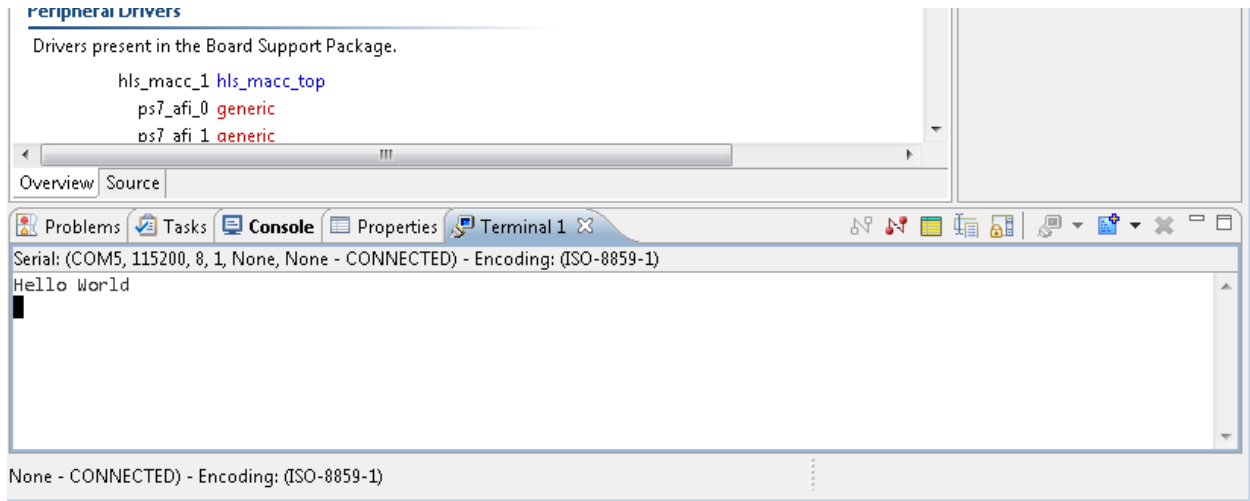 Peripheral Drivers
Drivers present in the Board Support Package.
hls_macc_1 hls_macc_top
ps7_afi_0 generic
ps7_afi_1 generic
Overview Source
Problems Tasks Console Properties Terminal 1
Serial: (COM5, 115200, 8, 1, None, None - CONNECTED) - Encoding: (ISO-8859-1)
Hello World
None - CONNECTED) - Encoding: (ISO-8859-1)